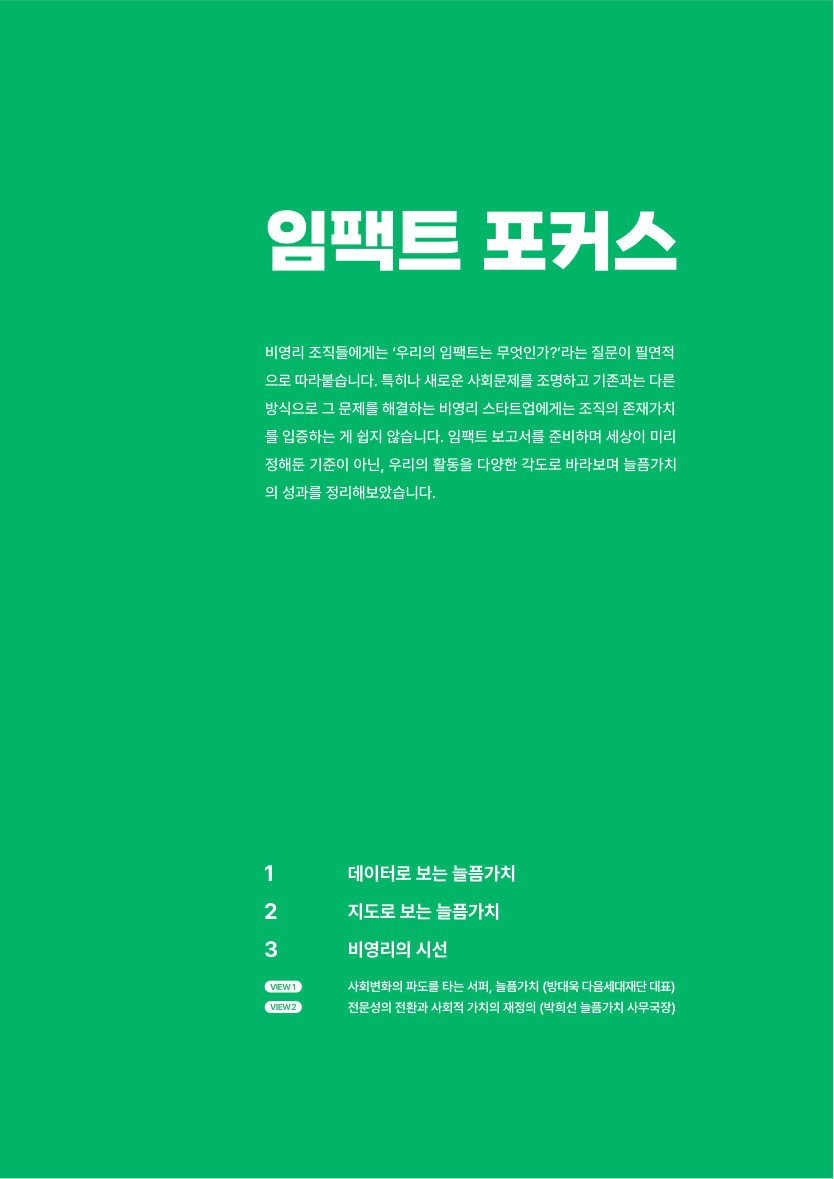 임팩트 포커스
비영리 조직들에게는 ‘우리의 임팩트는 무엇인가?’라는 질문이 필연적
으로 따라붙습니다. 특히나 새로운 사회문제를 조명하고 기존과는 다른
방식으로 그 문제를 해결하는 비영리 스타트업에게는 조직의 존재가치
를 입증하는 게 쉽지 않습니다. 임팩트 보고서를 준비하며 세상이 미리
정해둔 기준이 아닌, 우리의 활동을 다양한 각도로 바라보며 늘픔가치
의 성과를 정리해보았습니다.
1 데이터로 보는 늘픔가치
2 지도로 보는 늘픔가치
3 비영리의 시선
VIEW 1 사회변화의 파도를 타는 서퍼, 늘픔가치 (방대욱 다음세대재단 대표)
VIEW 2 전문성의 전환과 사회적 가치의 재정의 (박희선 늘픔가치 사무국장)